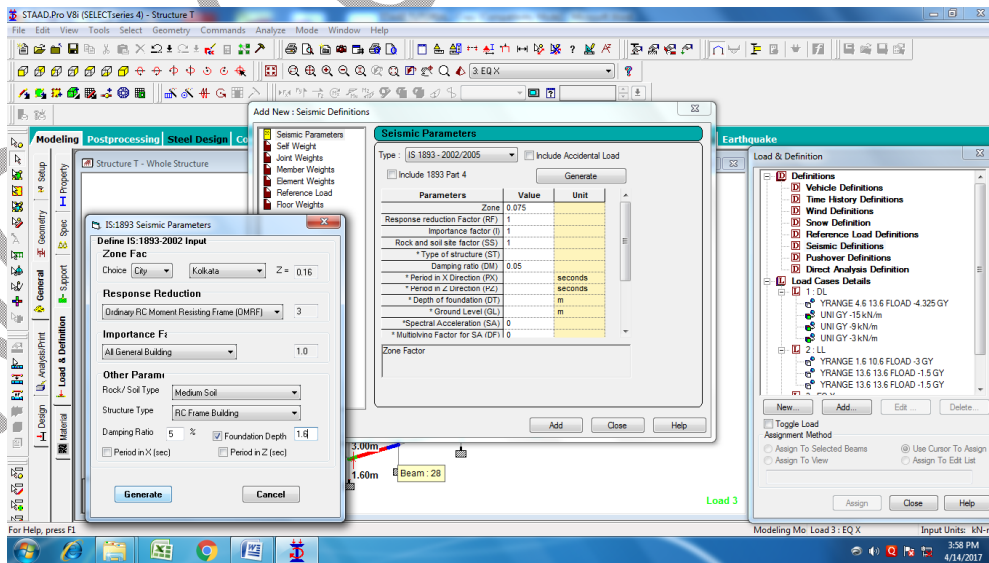 STAAD.Pro V8i (SELECTseries 4) - Structure T
File Edit View Tools Select Geometry Commands Analyze Mode Window Help
3: EQ X
Modeling Postprocessing Steel Design Co
Earthquake
Structure T - Whole Structure
Setup
Property
Geometry
Spec
General
Support
Analysis/Print
Load & Definition
Design
Material
Add New : Seismic Definitions
Seismic Parameters
Self Weight
Joint Weights
Member Weights
Element Weights
Reference Load
Floor Weights
Seismic Parameters
Type : IS 1893 - 2002/2005 Include Accidental Load
Include 1893 Part 4 Generate
Parameters Value Unit
Zone 0.075
Response reduction Factor (RF) 1
Importance factor (I) 1
Rock and soil site factor (SS) 1
* Type of structure (ST)
Damping ratio (DM) 0.05
* Period in X Direction (PX) seconds
* Period in Z Direction (PZ) seconds
* Depth of foundation (DT) m
* Ground Level (GL) m
*Spectral Acceleration (SA) 0
* Multiplying Factor for SA (DF) 0
Zone Factor
Add Close Help
IS:1893 Seismic Parameters
Define IS:1893-2002 Input
Zone Fac
Choice City Kolkata Z = 0.16
Response Reduction
Ordinary RC Moment Resisting Frame (OMRF) 3
Importance Fa
All General Building 1.0
Other Parame
Rock/ Soil Type Medium Soil
Structure Type RC Frame Building
Damping Ratio 5 % Foundation Depth 1.6
Period in X (sec) Period in Z (sec)
Generate Cancel
3.00m
1.60m
Beam : 28
Load 3
Load & Definition
Definitions
Vehicle Definitions
Time History Definitions
Wind Definitions
Snow Definition
Reference Load Definitions
Seismic Definitions
Pushover Definitions
Direct Analysis Definition
Load Cases Details
1 : DL
YRANGE 4.6 13.6 FLOAD -4.325 GY
UNI GY -15 kN/m
UNI GY -9 kN/m
UNI GY -3 kN/m
2 : LL
YRANGE 1.6 10.6 FLOAD -3 GY
YRANGE 13.6 13.6 FLOAD -1.5 GY
YRANGE 13.6 13.6 FLOAD -1.5 GY
New... Add... Edit ... Delete...
Toggle Load
Assignment Method
Assign To Selected Beams Use Cursor To Assign
Assign To View Assign To Edit List
Assign Close Help
For Help, press F1
Modeling Mo Load 3 : EQ X Input Units: kN-r
3:58 PM
4/14/2017